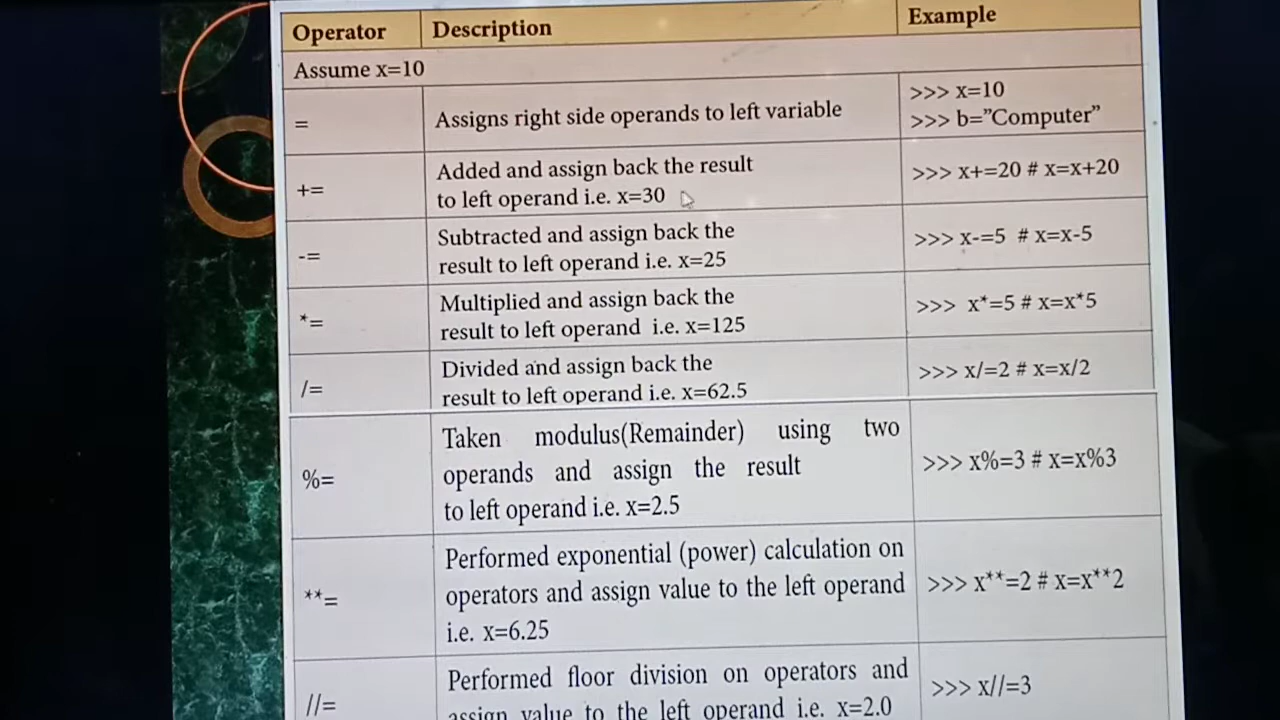 Operator Description Example
Assume x=10
= Assigns right side operands to left variable >>> x=10
>>> b=”Computer”
+= Added and assign back the result
to left operand i.e. x=30 >>> x+=20 # x=x+20
-= Subtracted and assign back the
result to left operand i.e. x=25 >>> x-=5 # x=x-5
*= Multiplied and assign back the
result to left operand i.e. x=125 >>> x*=5 # x=x*5
/= Divided and assign back the
result to left operand i.e. x=62.5 >>> x/=2 # x=x/2
%= Taken modulus(Remainder) using two
operands and assign the result
to left operand i.e. x=2.5 >>> x%=3 # x=x%3
**= Performed exponential (power) calculation on
operators and assign value to the left operand
i.e. x=6.25 >>> x**=2 # x=x**2
//= Performed floor division on operators and
assign value to the left operand i.e. x=2.0 >>> x//=3